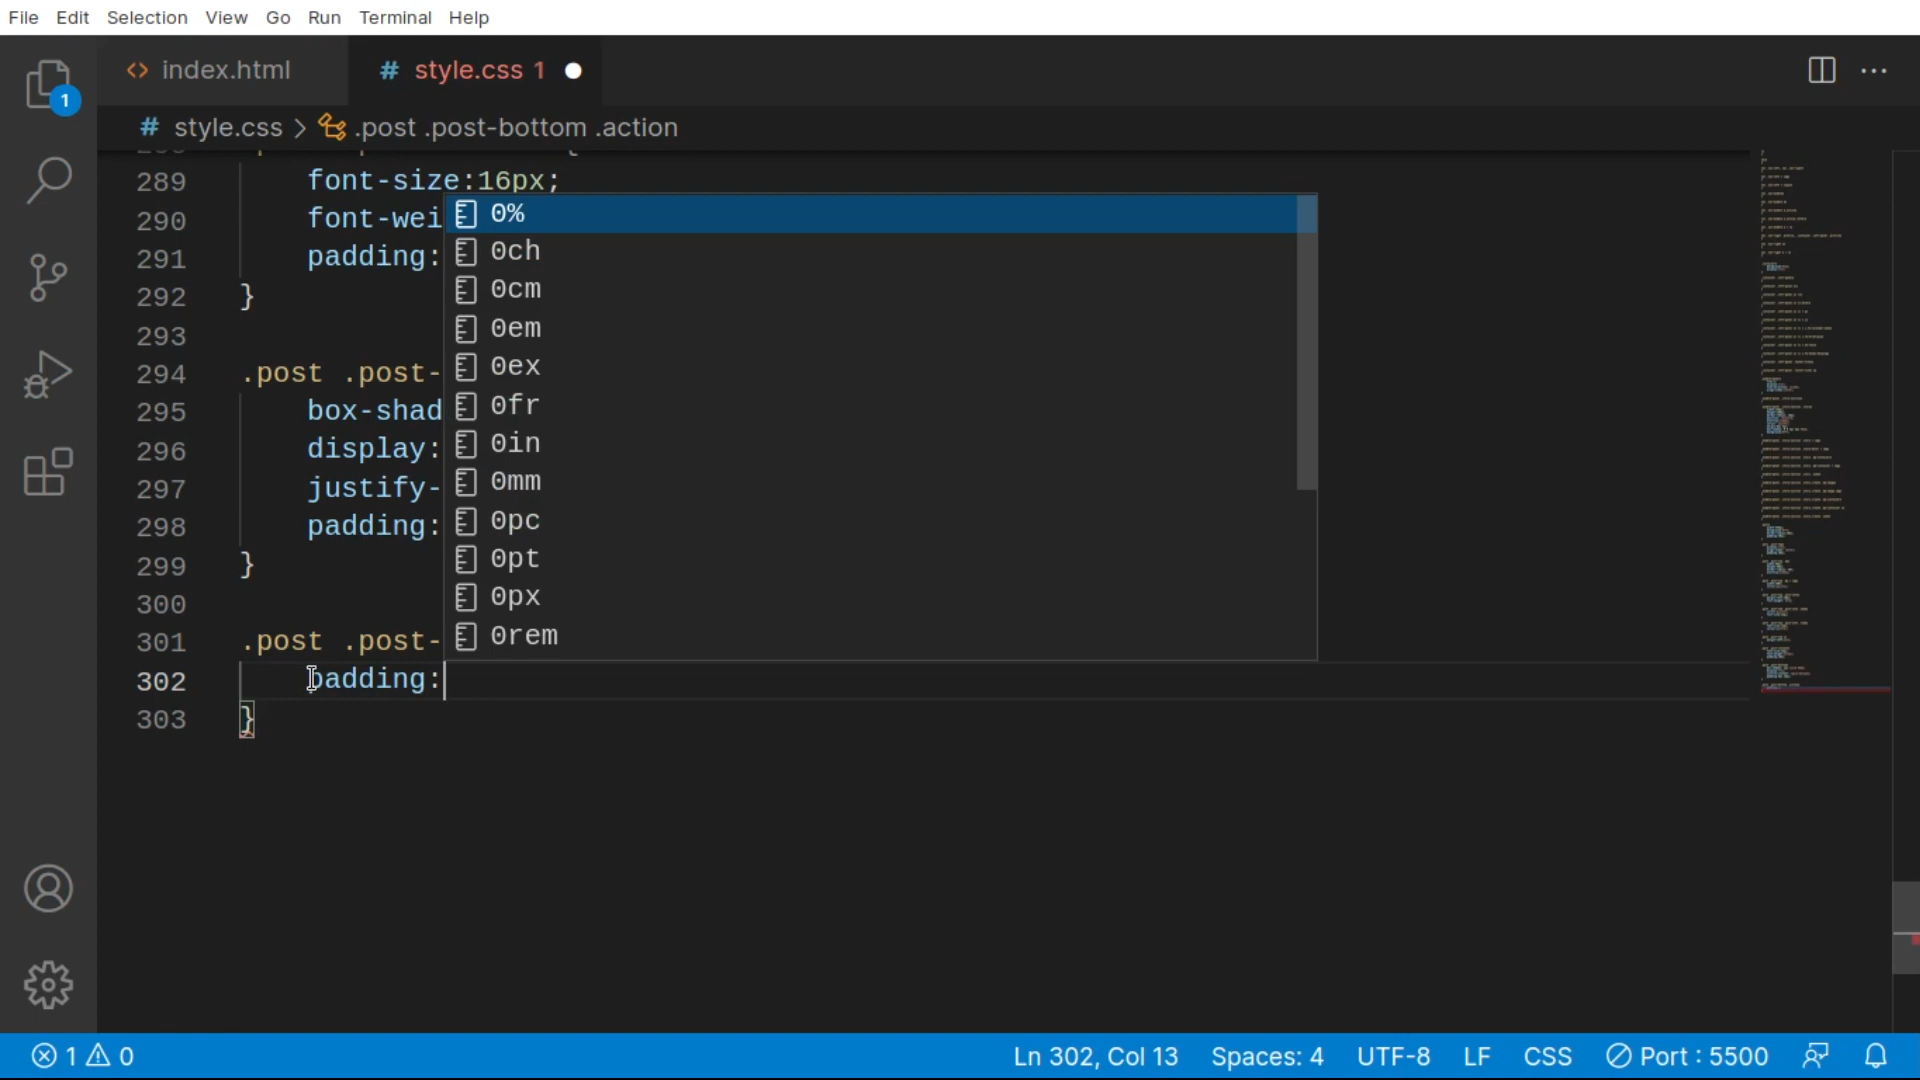 File Edit Selection View Go Run Terminal Help
index.html # style.css 1
1
# style.css > .post .post-bottom .action
289 font-size:16px;
290 font-wei
291 padding:
292 }
293
294 .post .post-
295 box-shad
296 display:
297 justify-
298 padding:
299 }
300
301 .post .post-
302 padding:
303 }
0%
0ch
0cm
0em
0ex
0fr
0in
0mm
0pc
0pt
0px
0rem
1 0 Ln 302, Col 13 Spaces: 4 UTF-8 LF CSS Port : 5500